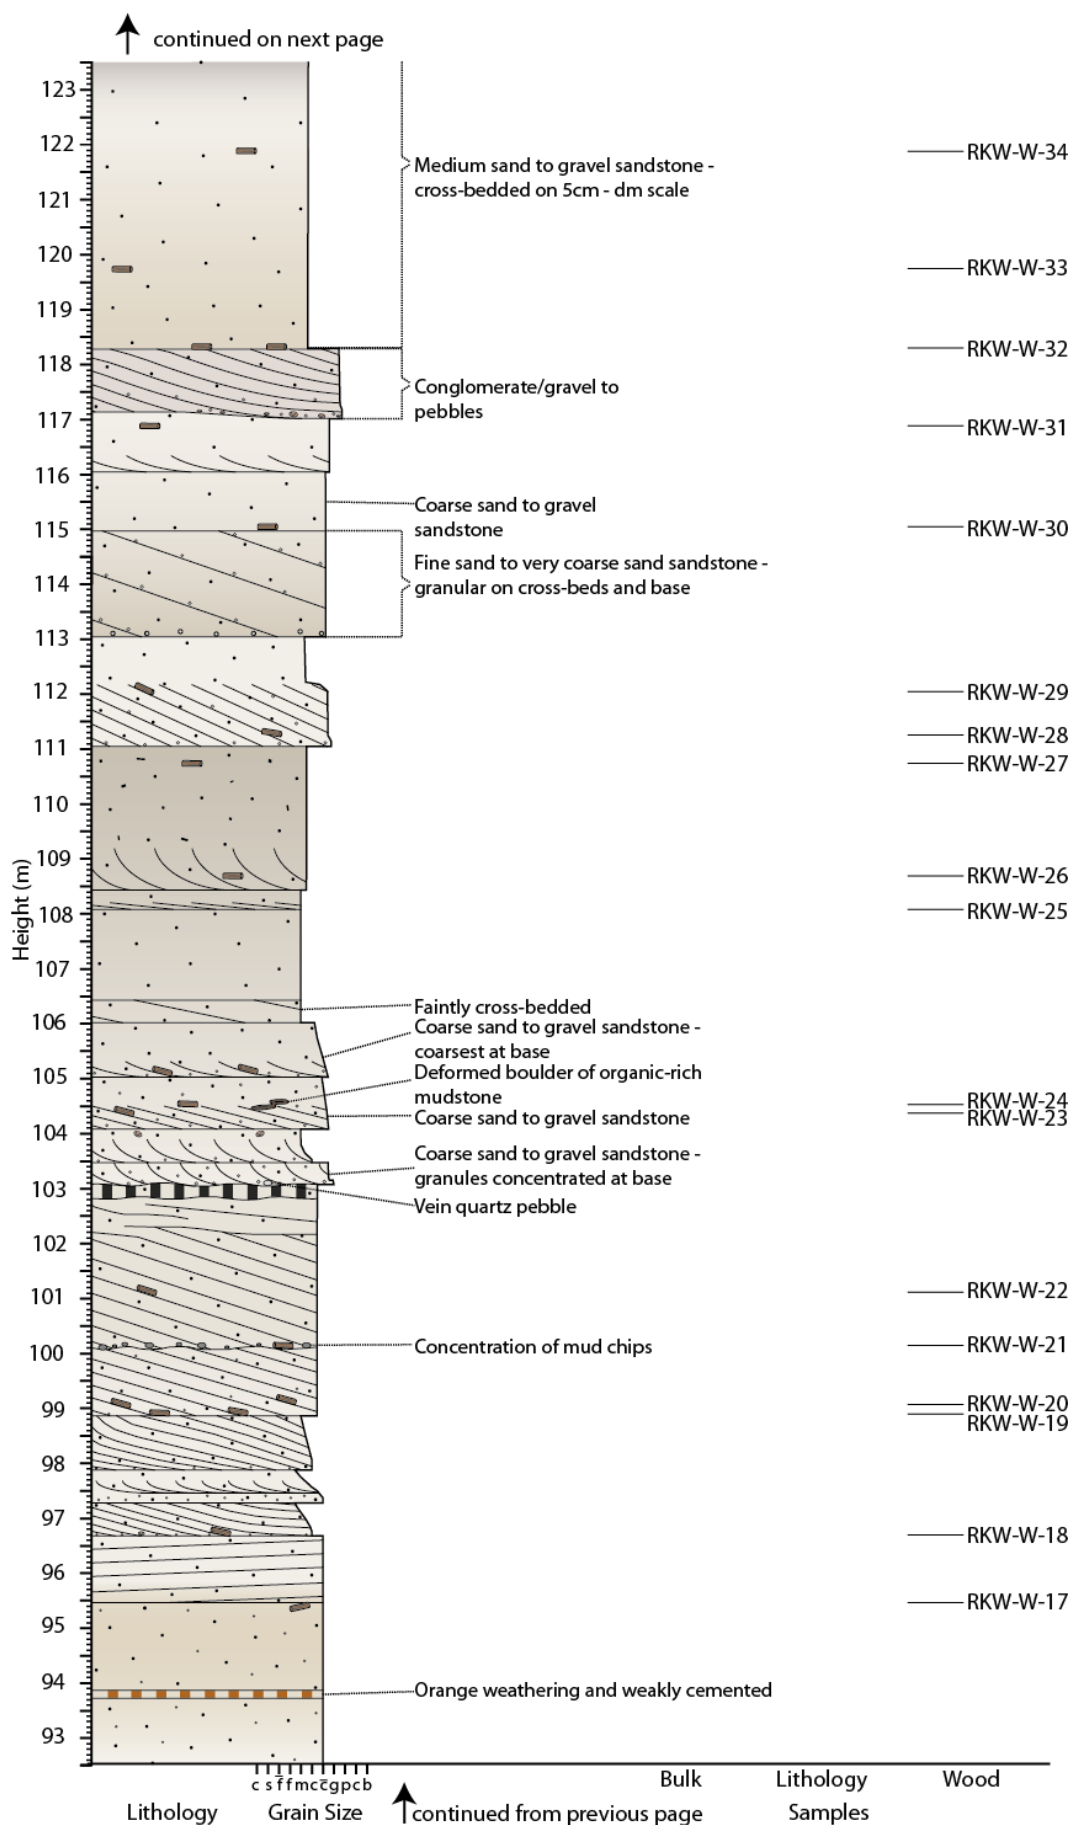 continued on next page
123
122
121
120
119
118
117
116
115
114
113
112
111
110
109
108
107
106
105
104
103
102
101
100
99
98
97
96
95
94
93
Height (m)
Medium sand to gravel sandstone -
cross-bedded on 5cm - dm scale
Conglomerate/gravel to
pebbles
Coarse sand to gravel
sandstone
Fine sand to very coarse sand sandstone -
granular on cross-beds and base
Faintly cross-bedded
Coarse sand to gravel sandstone -
coarsest at base
Deformed boulder of organic-rich
mudstone
Coarse sand to gravel sandstone
Coarse sand to gravel sandstone -
granules concentrated at base
Vein quartz pebble
Concentration of mud chips
Orange weathering and weakly cemented
RKW-W-34
RKW-W-33
RKW-W-32
RKW-W-31
RKW-W-30
RKW-W-29
RKW-W-28
RKW-W-27
RKW-W-26
RKW-W-25
RKW-W-24
RKW-W-23
RKW-W-22
RKW-W-21
RKW-W-20
RKW-W-19
RKW-W-18
RKW-W-17
c s f̅ f m c c̅ g p c b
Bulk Lithology Wood
Lithology Grain Size continued from previous page Samples